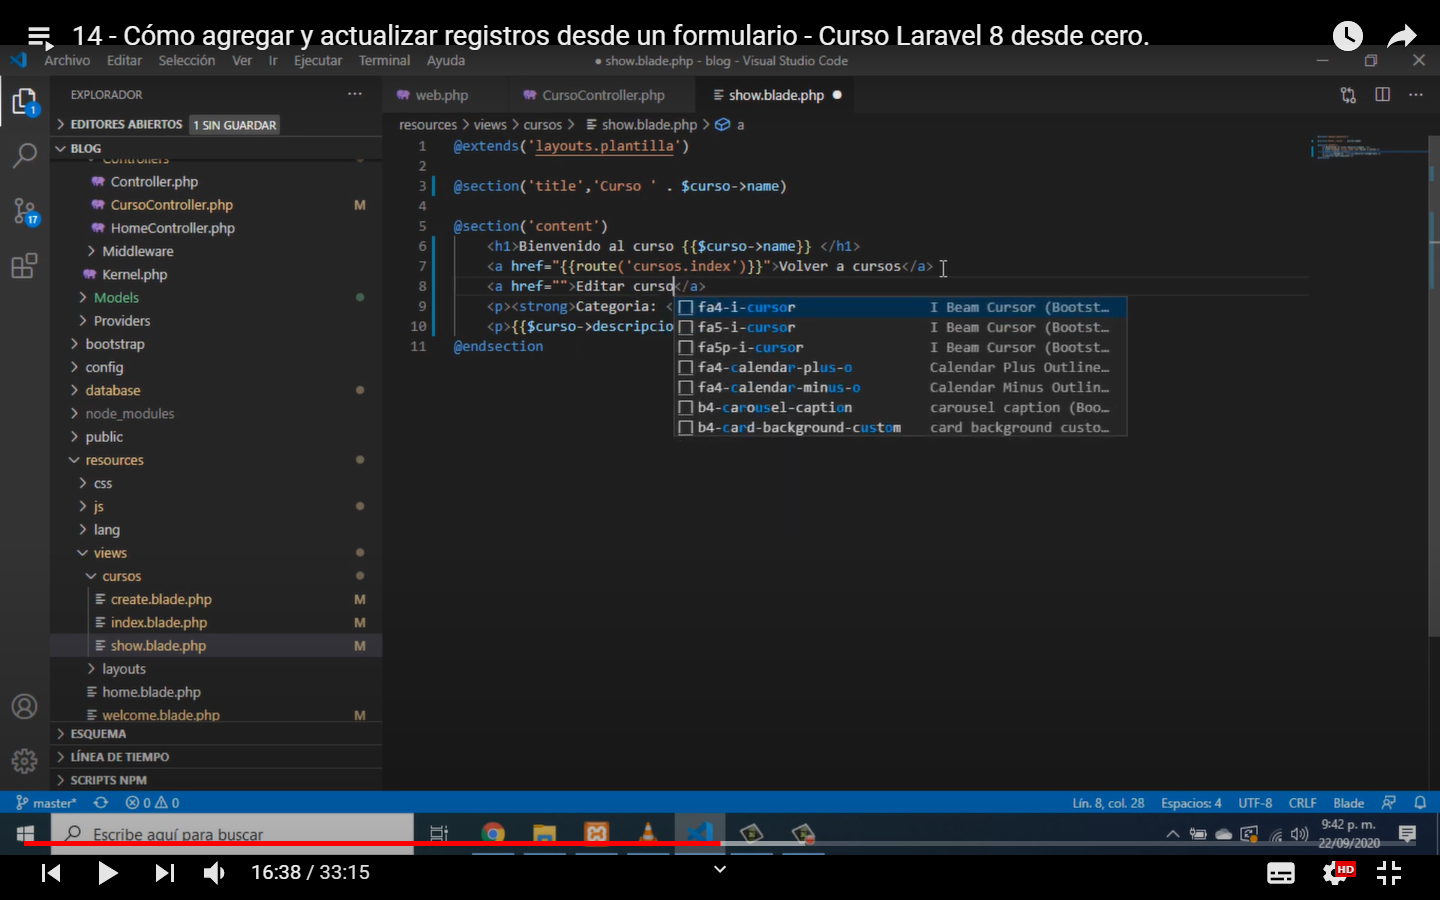 14 - Cómo agregar y actualizar registros desde un formulario - Curso Laravel 8 desde cero.
Archivo Editar Selección Ver Ir Ejecutar Terminal Ayuda
● show.blade.php - blog - Visual Studio Code
EXPLORADOR
EDITORES ABIERTOS 1 SIN GUARDAR
BLOG
Controllers
Controller.php
CursoController.php M
HomeController.php
Middleware
Kernel.php
Models
Providers
bootstrap
config
database
node_modules
public
resources
css
js
lang
views
cursos
create.blade.php M
index.blade.php M
show.blade.php M
layouts
home.blade.php
welcome.blade.php M
ESQUEMA
LÍNEA DE TIEMPO
SCRIPTS NPM
1
17
web.php CursoController.php show.blade.php
resources > views > cursos > show.blade.php > a
1 @extends('layouts.plantilla')
2
3 @section('title','Curso ' . $curso->name)
4
5 @section('content')
6 <h1>Bienvenido al curso {{$curso->name}} </h1>
7 <a href="{{route('cursos.index')}}">Volver a cursos</a>
8 <a href="">Editar curso</a>
9 <p><strong>Categoria: <
10 <p>{{$curso->descripcio
11 @endsection
fa4-i-cursor I Beam Cursor (Bootst…
fa5-i-cursor I Beam Cursor (Bootst…
fa5p-i-cursor I Beam Cursor (Bootst…
fa4-calendar-plus-o Calendar Plus Outline…
fa4-calendar-minus-o Calendar Minus Outlin…
b4-carousel-caption carousel caption (Boo…
b4-card-background-custom card background custo…
master* 0 0
Lín. 8, col. 28 Espacios: 4 UTF-8 CRLF Blade
Escribe aquí para buscar
9:42 p. m.
22/09/2020
16:38 / 33:15
HD